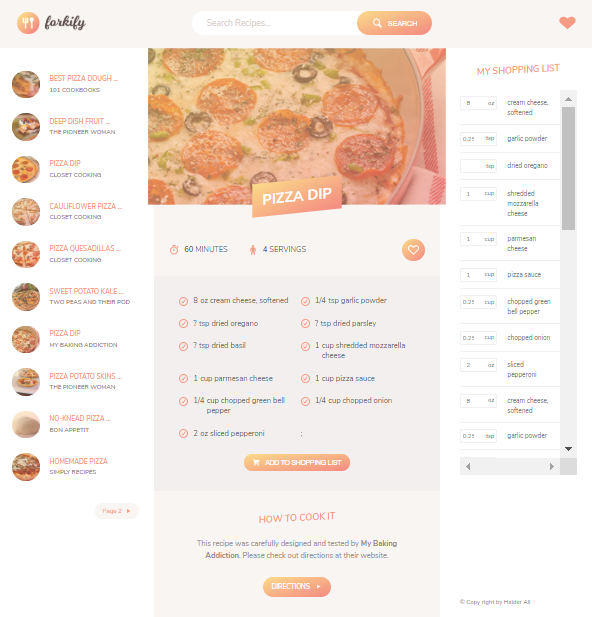 forkify
Search Recipes...
SEARCH
BEST PIZZA DOUGH ...
101 COOKBOOKS
DEEP DISH FRUIT ...
THE PIONEER WOMAN
PIZZA DIP
CLOSET COOKING
CAULIFLOWER PIZZA ...
CLOSET COOKING
PIZZA QUESADILLAS ...
CLOSET COOKING
SWEET POTATO KALE ...
TWO PEAS AND THEIR POD
PIZZA DIP
MY BAKING ADDICTION
PIZZA POTATO SKINS ...
THE PIONEER WOMAN
NO-KNEAD PIZZA ...
BON APPETIT
HOMEMADE PIZZA
SIMPLY RECIPES
Page 2
PIZZA DIP
60 MINUTES
4 SERVINGS
8 oz cream cheese, softened
1/4 tsp garlic powder
? tsp dried oregano
? tsp dried parsley
? tsp dried basil
1 cup shredded mozzarella
cheese
1 cup parmesan cheese
1 cup pizza sauce
1/4 cup chopped green bell
pepper
1/4 cup chopped onion
2 oz sliced pepperoni
:
ADD TO SHOPPING LIST
HOW TO COOK IT
This recipe was carefully designed and tested by My Baking
Addiction. Please check out directions at their website.
DIRECTIONS
MY SHOPPING LIST
8 oz cream cheese,
softened
0.25 tsp garlic powder
tsp dried oregano
1 cup shredded
mozzarella
cheese
1 cup parmesan
cheese
1 cup pizza sauce
0.25 cup chopped green
bell pepper
0.25 cup chopped onion
2 oz sliced
pepperoni
8 oz cream cheese,
softened
0.25 tsp garlic powder
© Copy right by Haider Ali